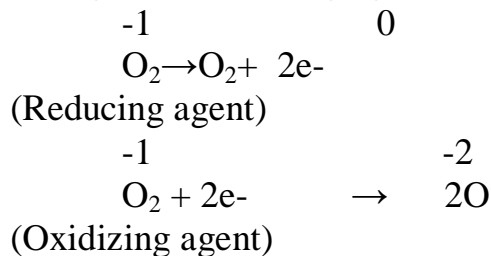 -1 0
O₂→O₂+ 2e-
(Reducing agent)
-1 -2
O₂ + 2e- → 2O
(Oxidizing agent)